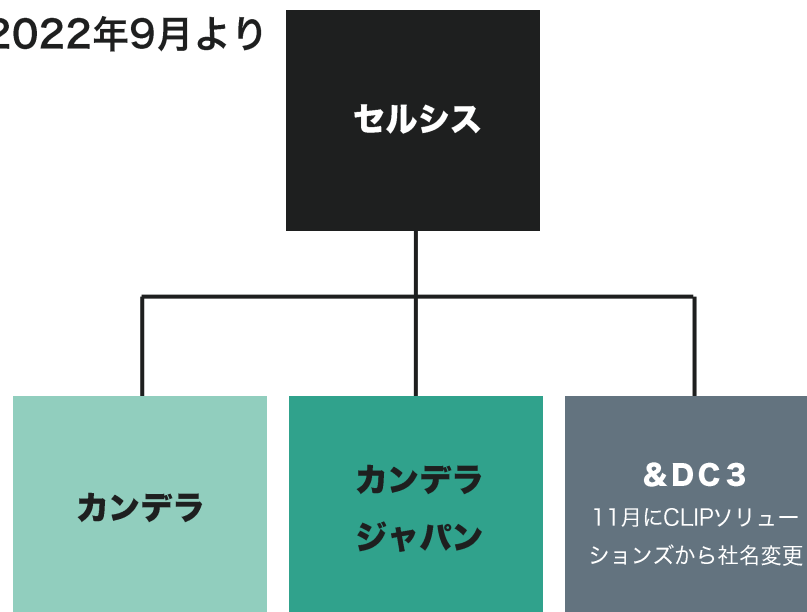 2022年9月より
セルシス
カンデラ
カンデラ
ジャパン
&DC3
11月にCLIPソリュー
ションズから社名変更